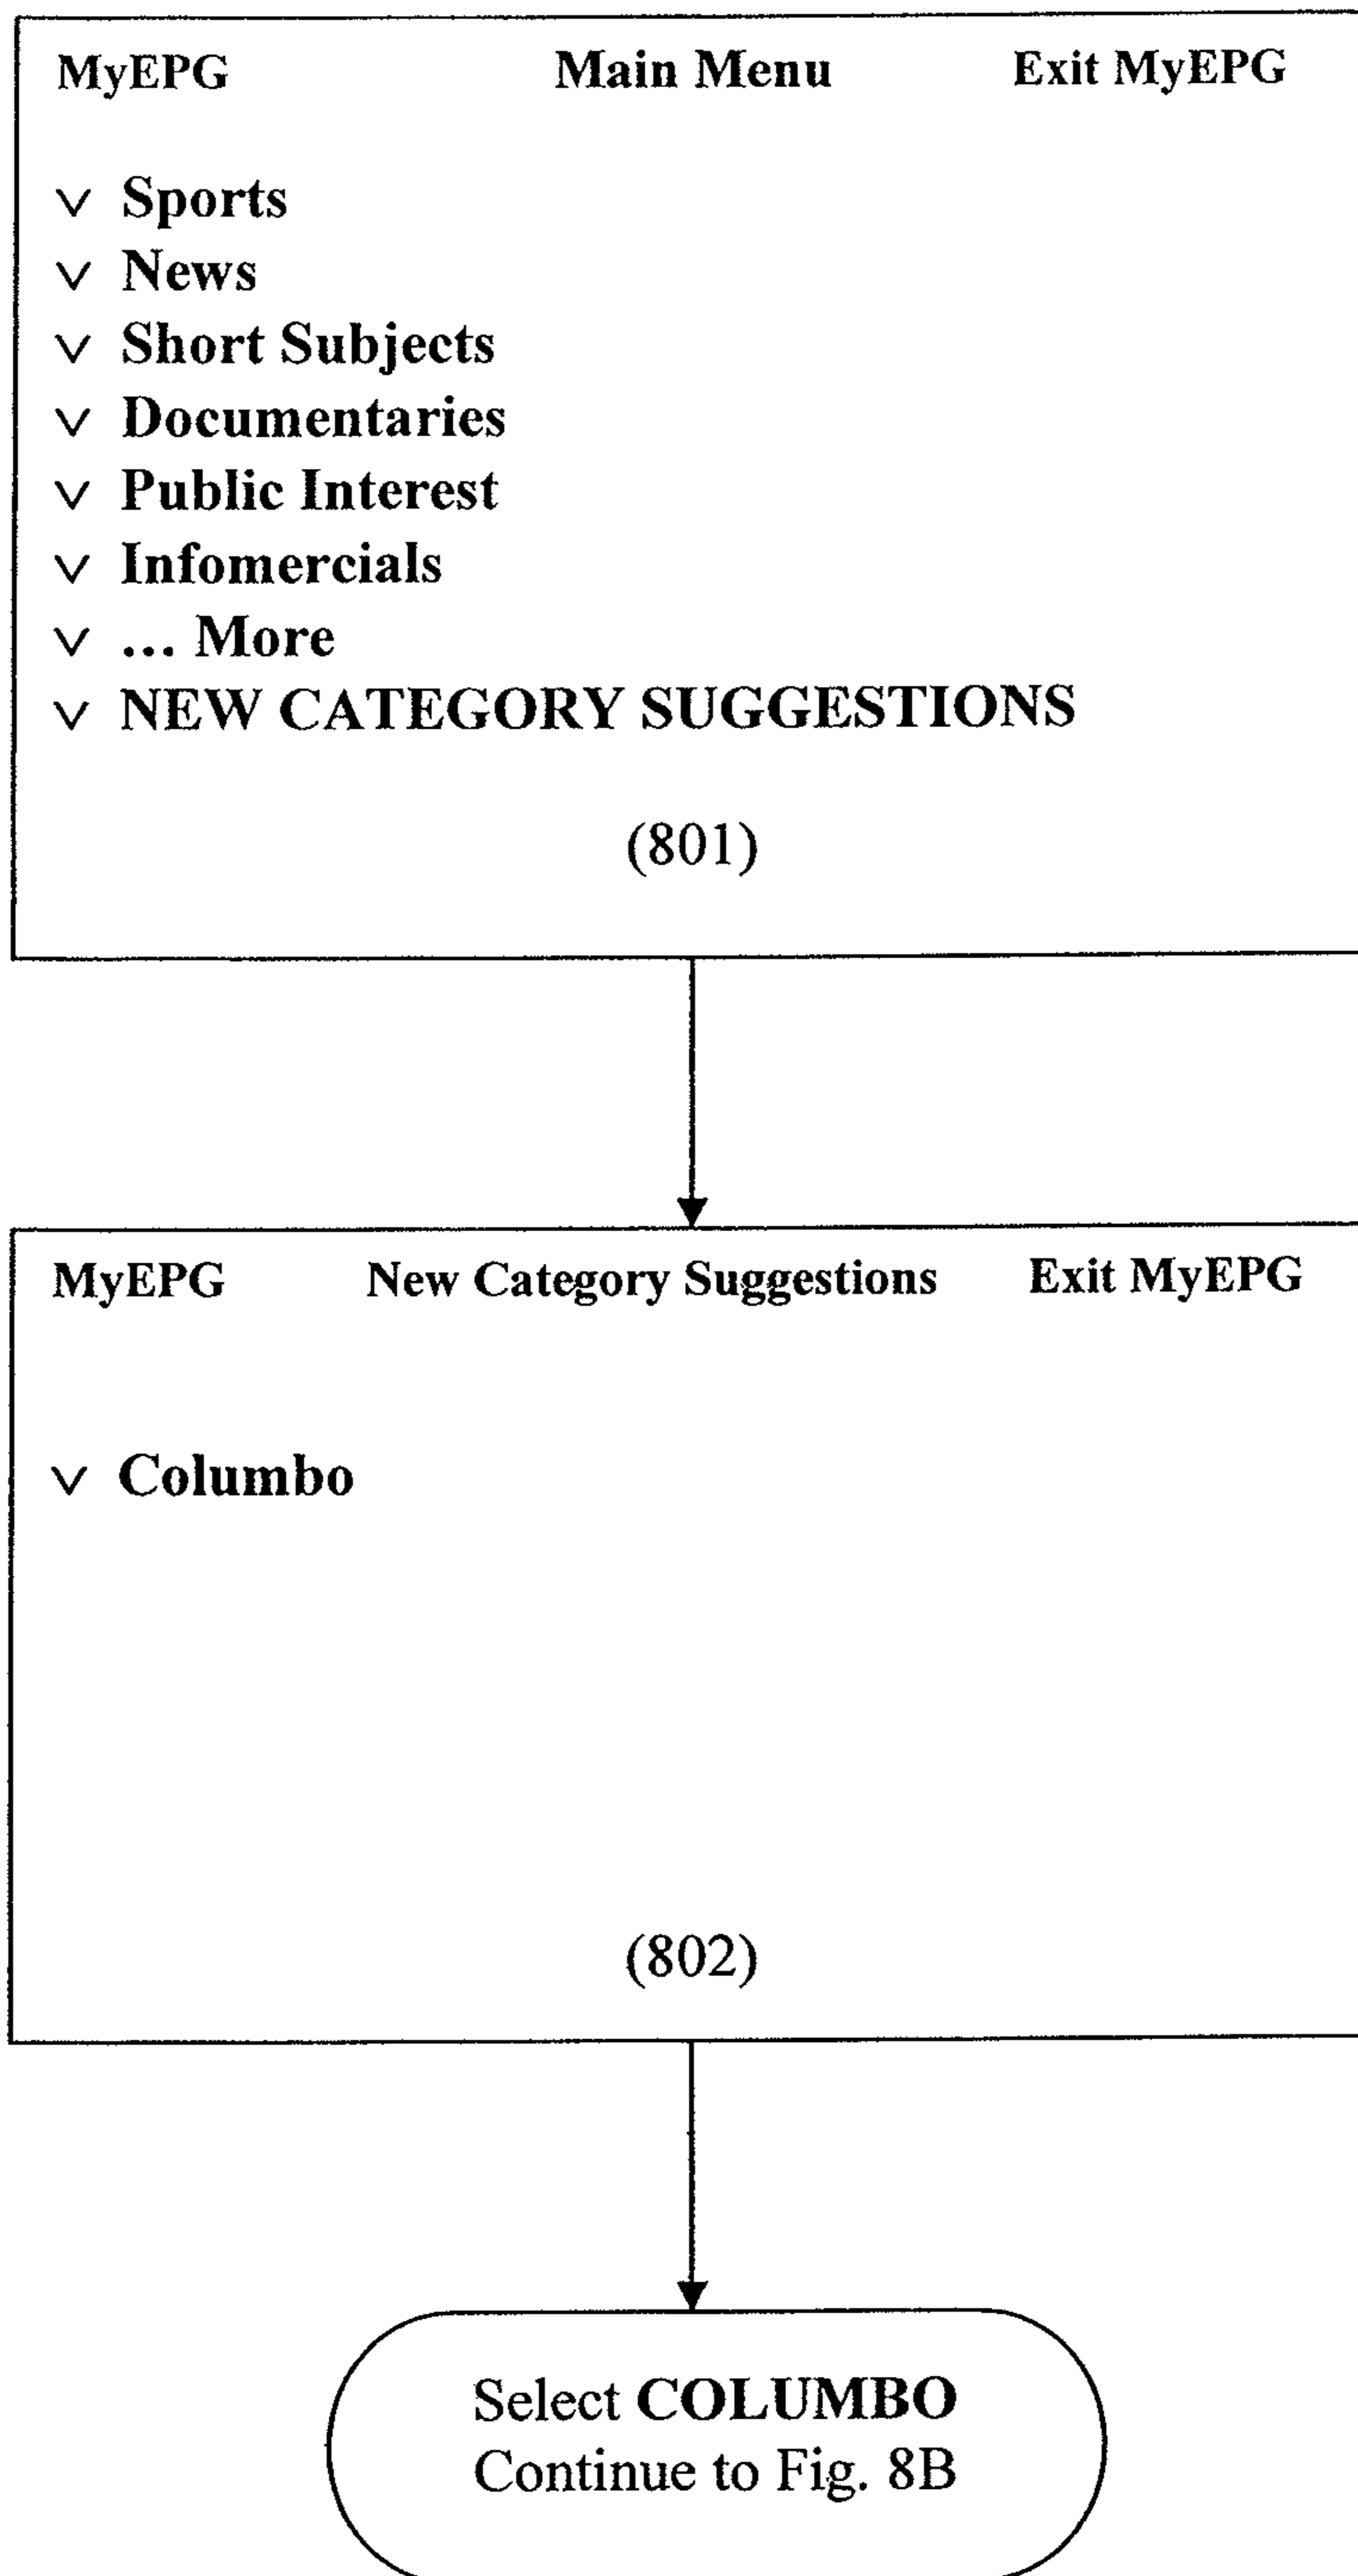 MyEPG Main Menu Exit MyEPG
∨ Sports
∨ News
∨ Short Subjects
∨ Documentaries
∨ Public Interest
∨ Infomercials
∨ ... More
∨ NEW CATEGORY SUGGESTIONS
(801)
MyEPG New Category Suggestions Exit MyEPG
∨ Columbo
(802)
Select COLUMBO
Continue to Fig. 8B